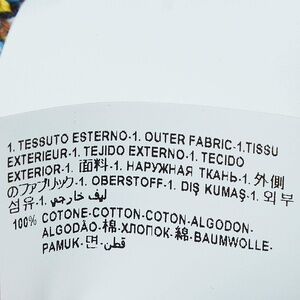 1. TESSUTO ESTERNO-1. OUTER FABRIC-1.TISSU
EXTERIEUR-1. TEJIDO EXTERNO-1. TECIDO
EXTERIOR-1. 面料-1. НАРУЖНАЯ ТКАНЬ-1. 外側
のファブリック-1. OBERSTOFF-1. DIŞ KUMAŞ-1. 외부
섬유-1. ليف خارجي
100% COTONE-COTTON-COTON-ALGODON-
ALGODÃO-棉-ХЛОПОК-綿-BAUMWOLLE-
PAMUK-면-قطن